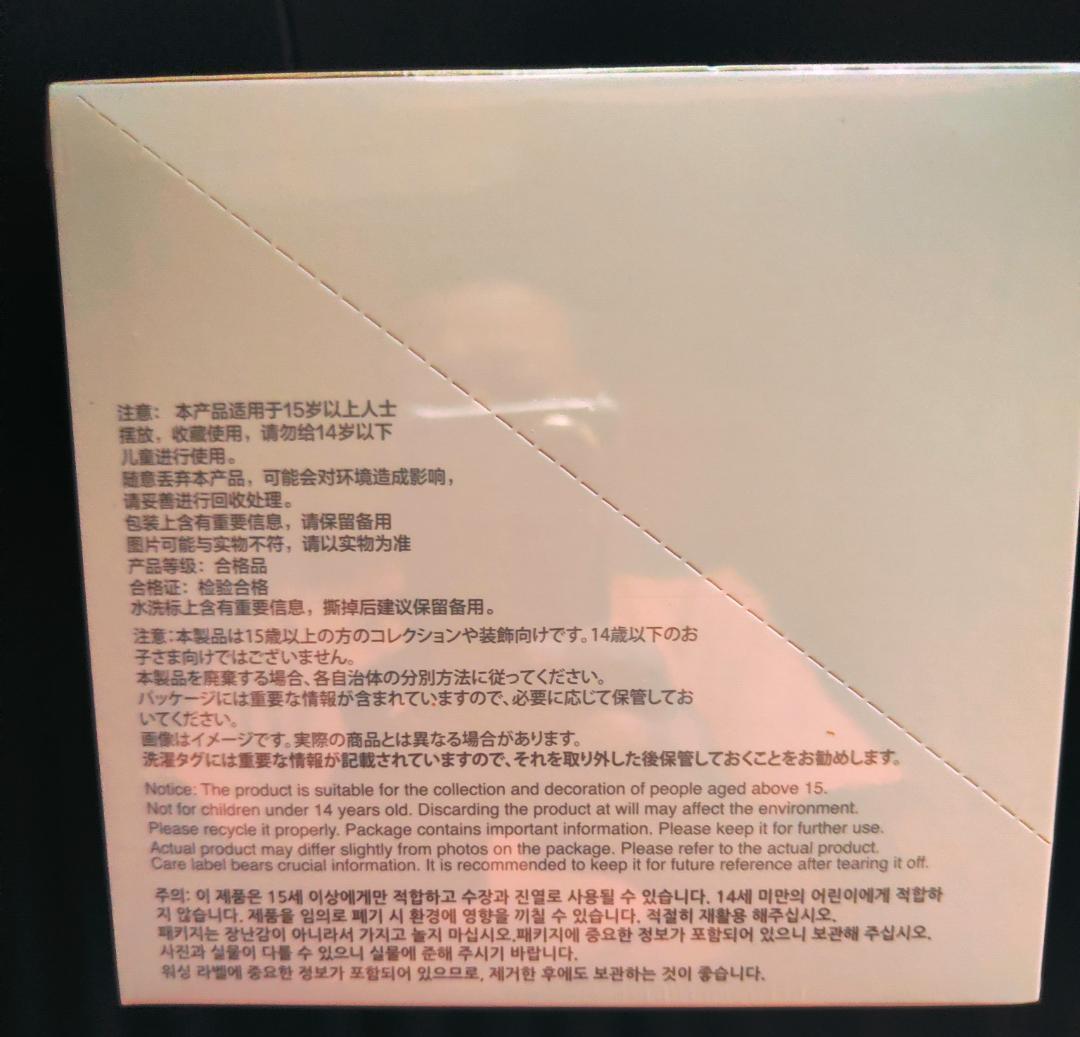 注意： 本产品适用于15岁以上人士
摆放，收藏使用，请勿给14岁以下
儿童进行使用。
随意丢弃本产品，可能会对环境造成影响，
请妥善进行回收处理。
包装上含有重要信息，请保留备用
图片可能与实物不符，请以实物为准
产品等级：合格品
合格证：检验合格
水洗标上含有重要信息，撕掉后建议保留备用。
注意：本製品は15歳以上の方のコレクションや装飾向けです。14歳以下のお
子さま向けではございません。
本製品を廃棄する場合、各自治体の分別方法に従ってください。
パッケージには重要な情報が含まれていますので、必要に応じて保管してお
いてください。
画像はイメージです。実際の商品とは異なる場合があります。
洗濯タグには重要な情報が記載されていますので、それを取り外した後保管しておくことをお勧めします。
Notice: The product is suitable for the collection and decoration of people aged above 15.
Not for children under 14 years old. Discarding the product at will may affect the environment.
Please recycle it properly. Package contains important information. Please keep it for further use.
Actual product may differ slightly from photos on the package. Please refer to the actual product.
Care label bears crucial information. It is recommended to keep it for future reference after tearing it off.
주의: 이 제품은 15세 이상에게만 적합하고 수장과 진열로 사용될 수 있습니다. 14세 미만의 어린이에게 적합하
지 않습니다. 제품을 임의로 폐기 시 환경에 영향을 끼칠 수 있습니다. 적절히 재활용 해주십시오.
패키지는 장난감이 아니라서 가지고 놀지 마십시오.패키지에 중요한 정보가 포함되어 있으니 보관해 주십시오.
사진과 실물이 다를 수 있으니 실물에 준해 주시기 바랍니다.
워싱 라벨에 중요한 정보가 포함되어 있으므로, 제거한 후에도 보관하는 것이 좋습니다.